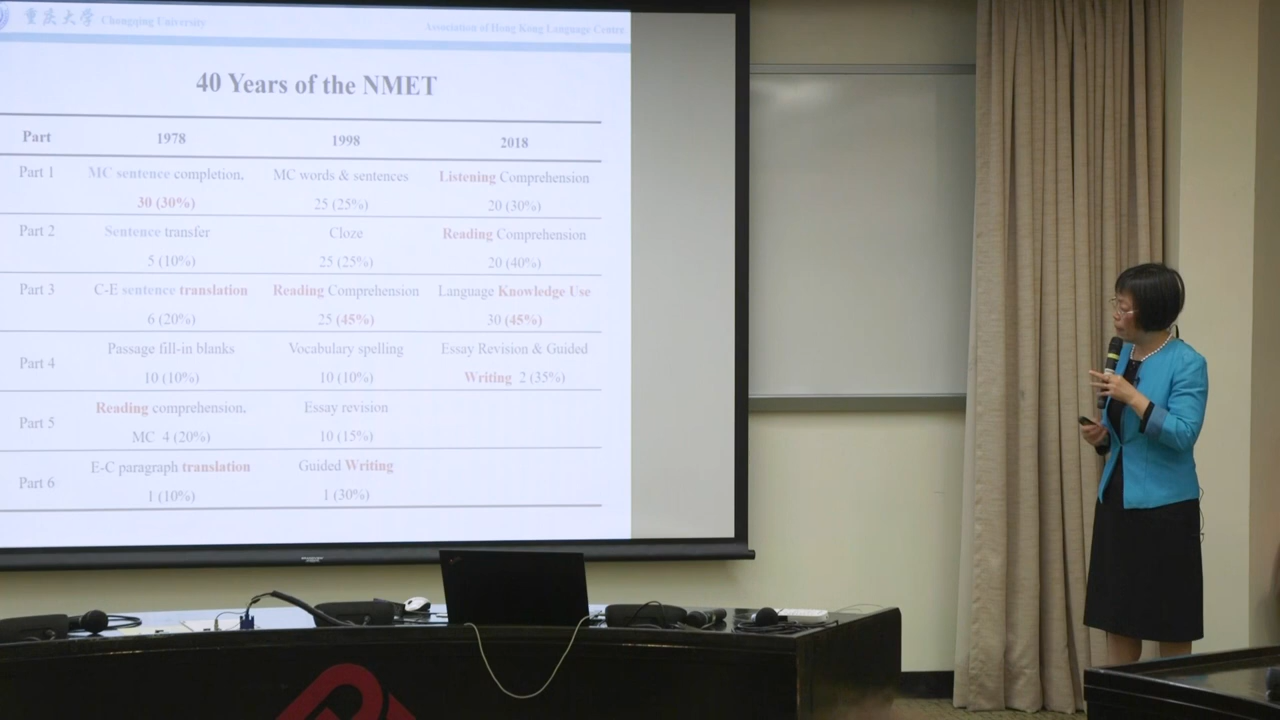 重庆大学 Chongqing University
Association of Hong Kong Language Centre
40 Years of the NMET
Part 1978 1998 2018
Part 1 MC sentence completion, MC words & sentences Listening Comprehension
30 (30%) 25 (25%) 20 (30%)
Part 2 Sentence transfer Cloze Reading Comprehension
5 (10%) 25 (25%) 20 (40%)
Part 3 C-E sentence translation Reading Comprehension Language Knowledge Use
6 (20%) 25 (45%) 30 (45%)
Part 4 Passage fill-in blanks Vocabulary spelling Essay Revision & Guided
10 (10%) 10 (10%) Writing 2 (35%)
Part 5 Reading comprehension, Essay revision
MC 4 (20%) 10 (15%)
Part 6 E-C paragraph translation Guided Writing
1 (10%) 1 (30%)